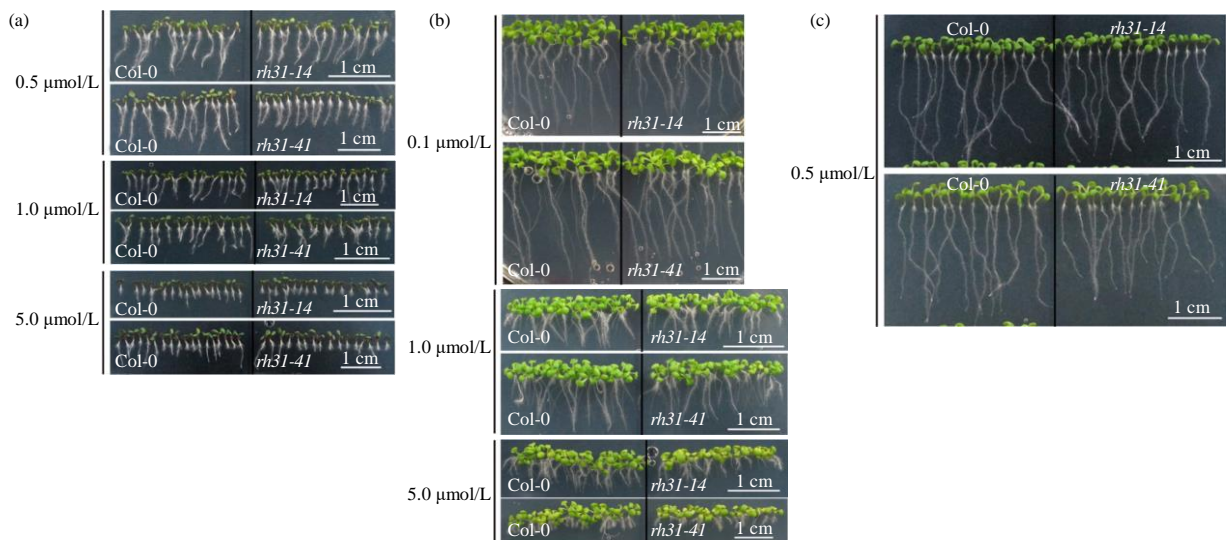 (a)
0.5 µmol/L
Col-0 rh31-14 1 cm
Col-0 rh31-41 1 cm
1.0 µmol/L
Col-0 rh31-14 1 cm
Col-0 rh31-41 1 cm
5.0 µmol/L
Col-0 rh31-14 1 cm
Col-0 rh31-41 1 cm
(b)
0.1 µmol/L
Col-0 rh31-14 1 cm
Col-0 rh31-41 1 cm
1.0 µmol/L
Col-0 rh31-14 1 cm
Col-0 rh31-41 1 cm
5.0 µmol/L
Col-0 rh31-14 1 cm
Col-0 rh31-41 1 cm
(c)
0.5 µmol/L
Col-0 rh31-14
1 cm
Col-0 rh31-41
1 cm